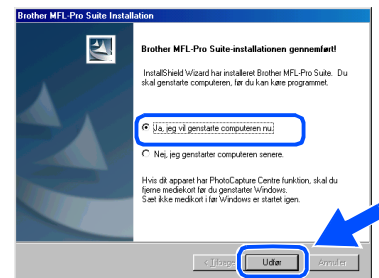 Brother MFL-Pro Suite Installation
Brother MFL-Pro Suite-installationen gennemført!
InstallShield Wizard har installeret Brother MFL-Pro Suite. Du
skal genstarte computeren, før du kan køre programmet.
Ja, jeg vil genstarte computeren nu.
Nej, jeg genstarter computeren senere.
Hvis dit apparat har PhotoCapture Centre funktion, skal du
fjerne mediekort før du genstarter Windows.
Sæt ikke medikort i før Windows er startet igen.
< Tilbage Udfør Annuller